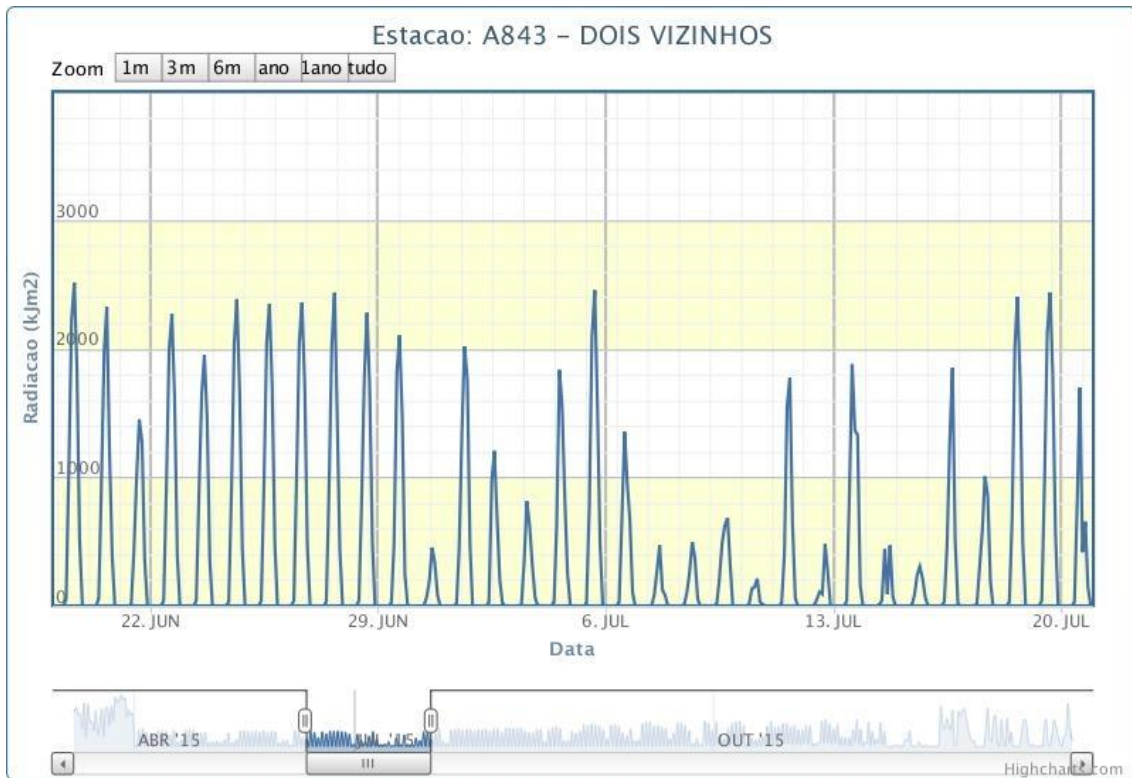 Estacao: A843 – DOIS VIZINHOS
Zoom 1m 3m 6m ano 1ano tudo
3000
2000
1000
0
Radiacao (kJm2)
22. JUN 29. JUN 6. JUL 13. JUL 20. JUL
Data
ABR '15 OUT '15
Highcharts.com